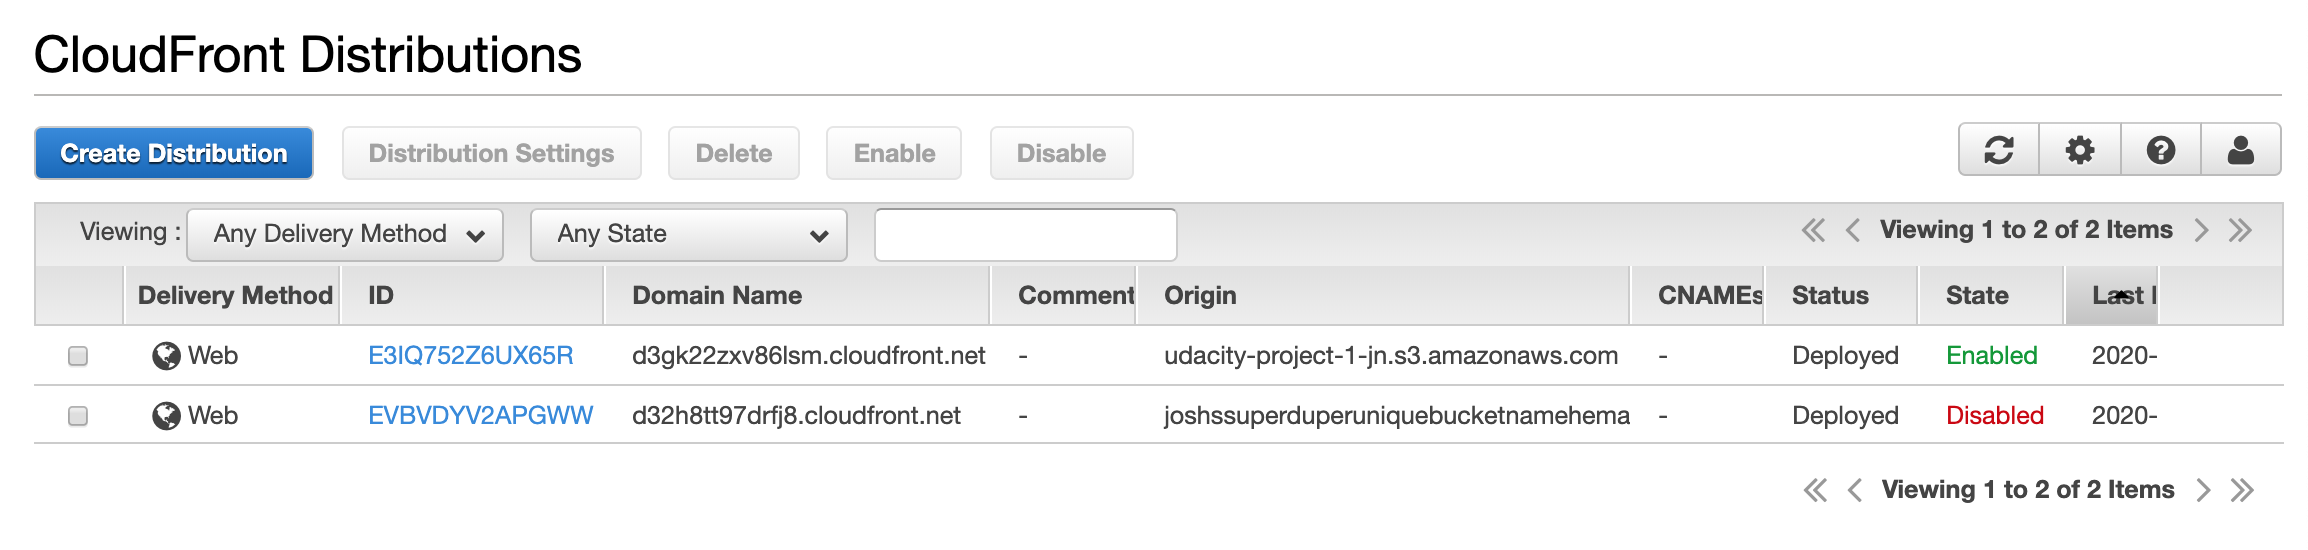 CloudFront Distributions
Create Distribution Distribution Settings Delete Enable Disable
Viewing : Any Delivery Method Any State Viewing 1 to 2 of 2 Items
Delivery Method ID Domain Name Comment Origin CNAMEs Status State Last
Web E3IQ752Z6UX65R d3gk22zxv86lsm.cloudfront.net - udacity-project-1-jn.s3.amazonaws.com - Deployed Enabled 2020-
Web EVBVDYV2APGWW d32h8tt97drfj8.cloudfront.net - joshssuperduperuniquebucketnamehema - Deployed Disabled 2020-
Viewing 1 to 2 of 2 Items